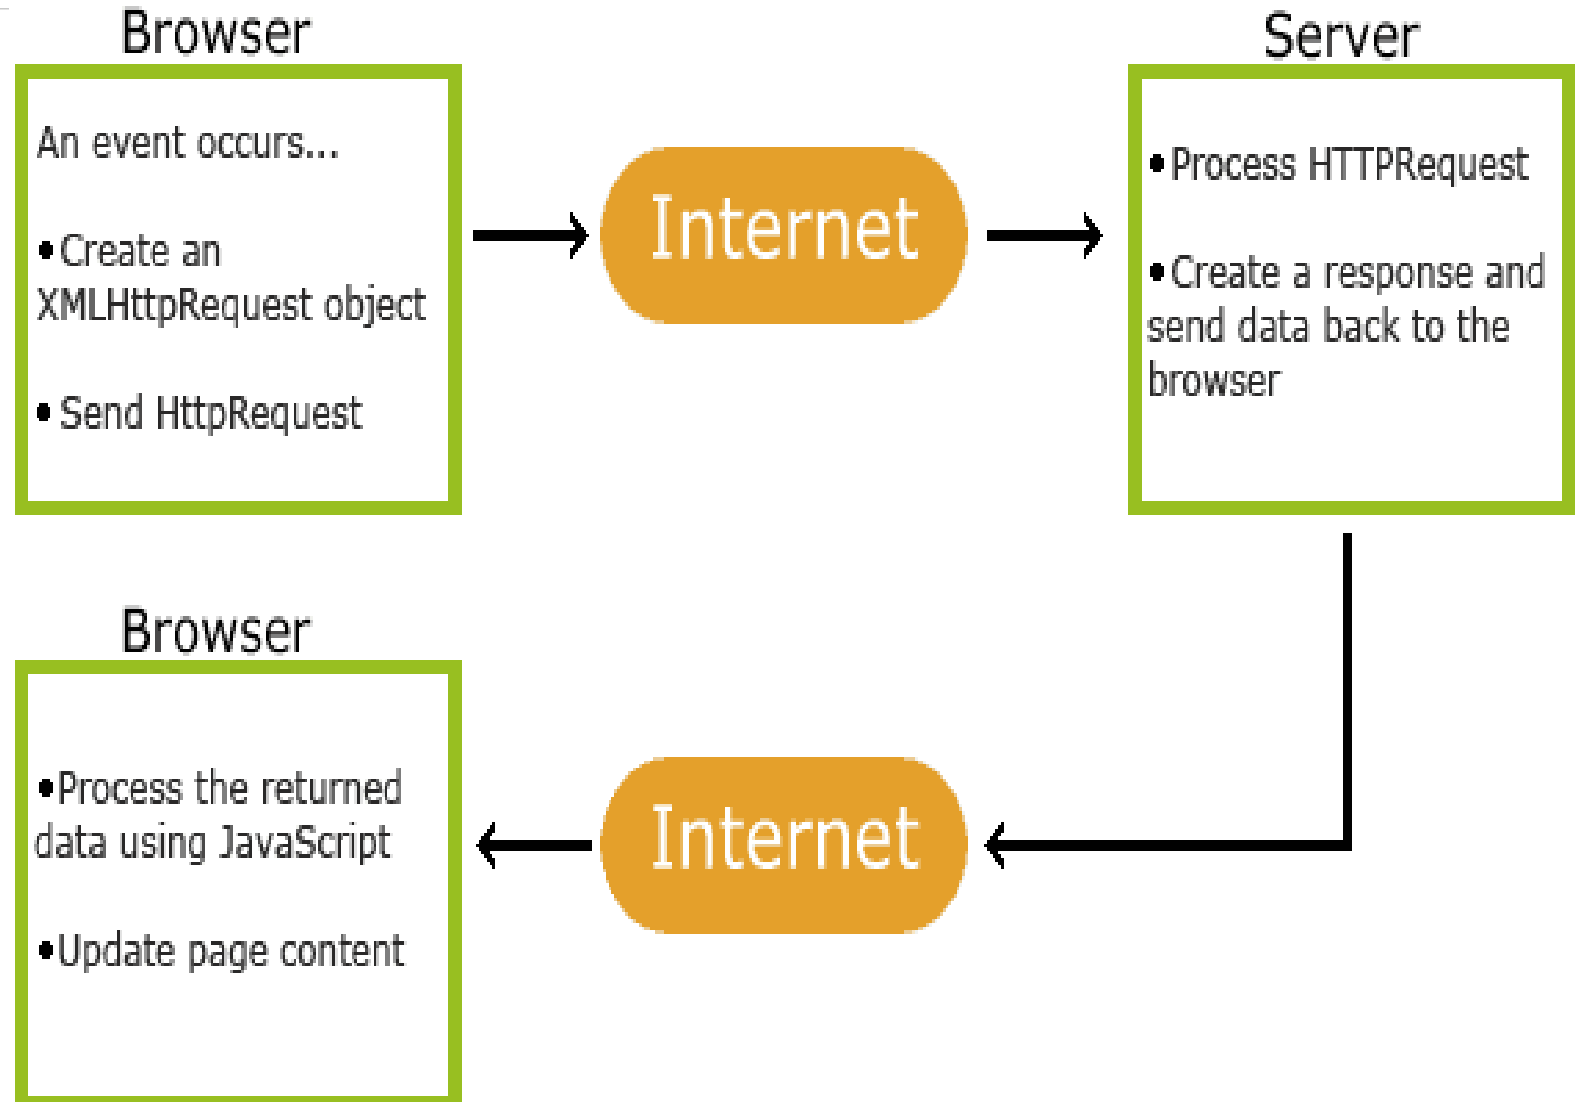 Browser
An event occurs...
•Create an
XMLHttpRequest object
• Send HttpRequest
Internet
Server
•Process HTTPRequest
•Create a response and
send data back to the
browser
Browser
•Process the returned
data using JavaScript
•Update page content
Internet